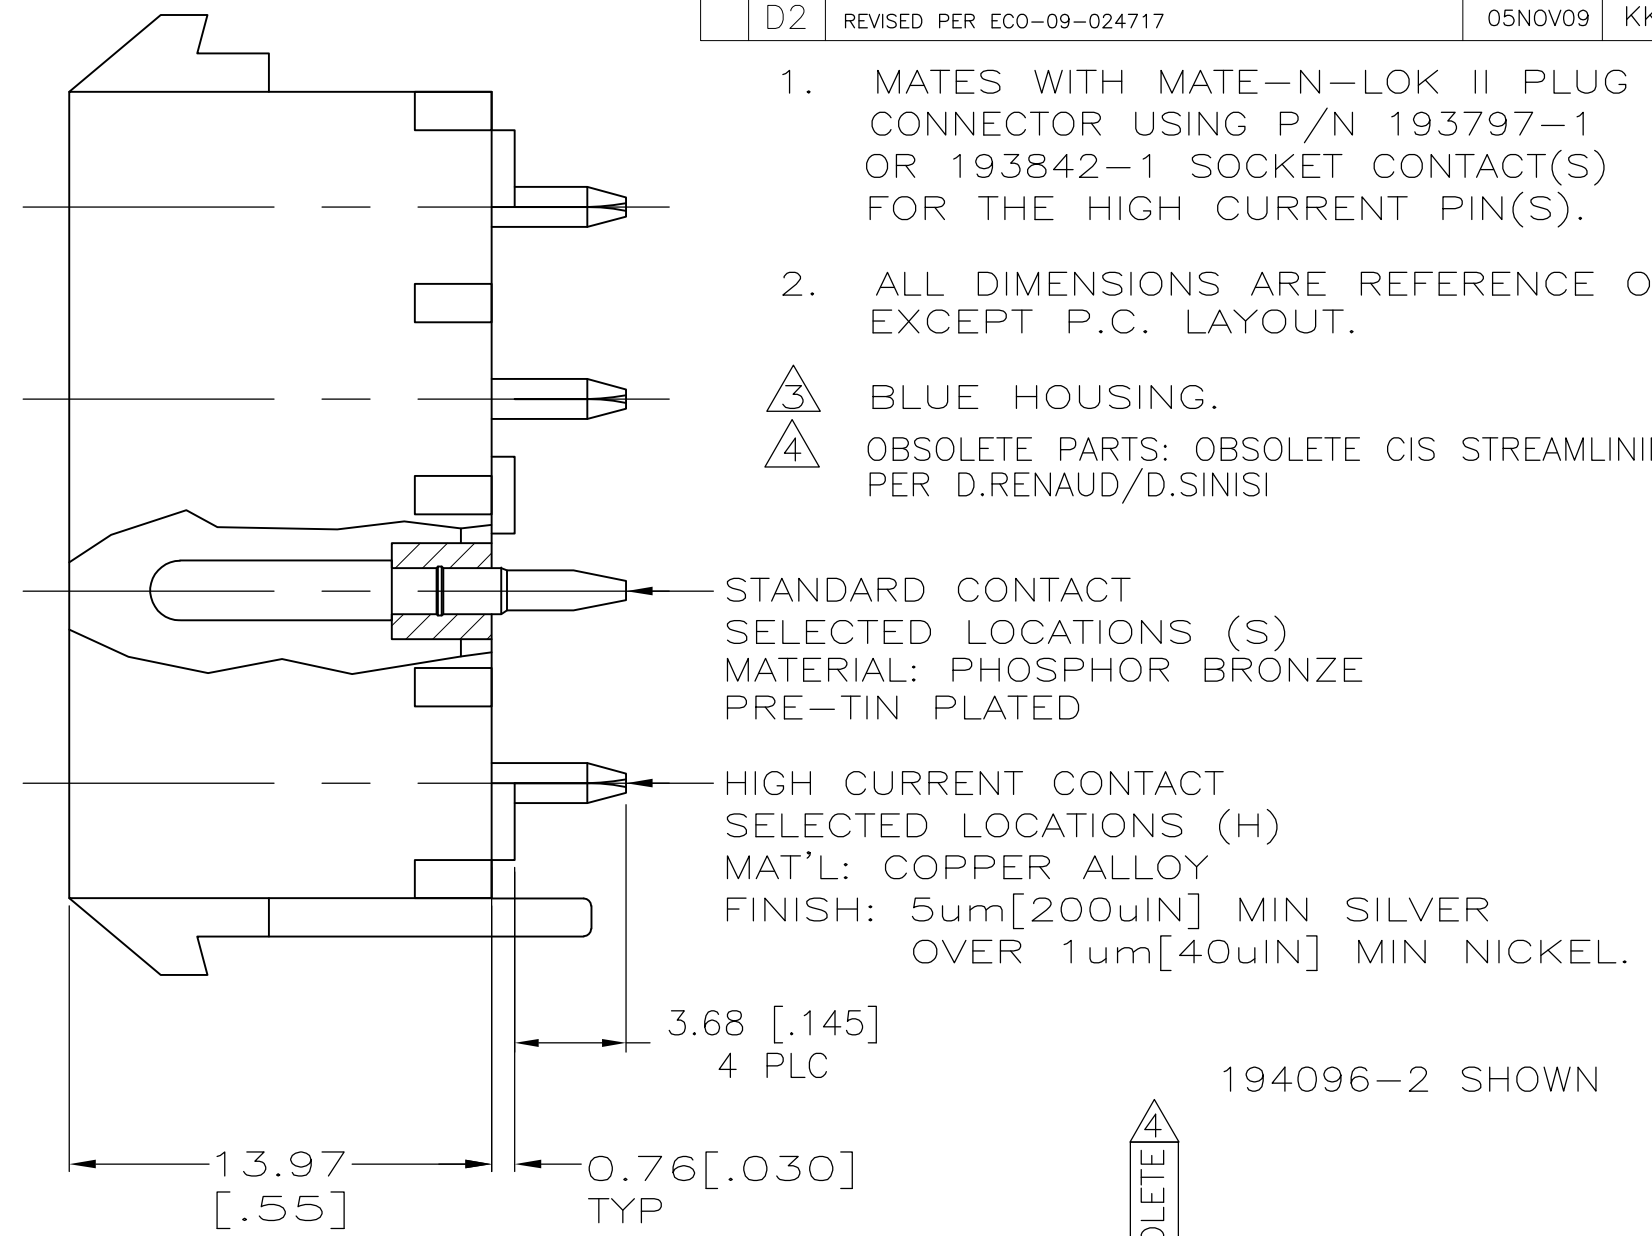 D2 REVISED PER ECO-09-024717 05NOV09
1. MATES WITH MATE-N-LOK II PLUG
CONNECTOR USING P/N 193797-1
OR 193842-1 SOCKET CONTACT(S)
FOR THE HIGH CURRENT PIN(S).
2. ALL DIMENSIONS ARE REFERENCE
EXCEPT P.C. LAYOUT.
3 BLUE HOUSING.
4 OBSOLETE PARTS: OBSOLETE CIS
PER D.RENAUD/D.SINISI
STANDARD CONTACT
SELECTED LOCATIONS (S)
MATERIAL: PHOSPHOR BRONZE
PRE-TIN PLATED
HIGH CURRENT CONTACT
SELECTED LOCATIONS (H)
MAT'L: COPPER ALLOY
FINISH: 5um[200uIN] MIN SILVER
OVER 1um[40uIN] MIN NICKEL.
3.68 [.145]
4 PLC
194096-2 SHOWN
4
13.97
[.55]
0.76[.030]
TYP